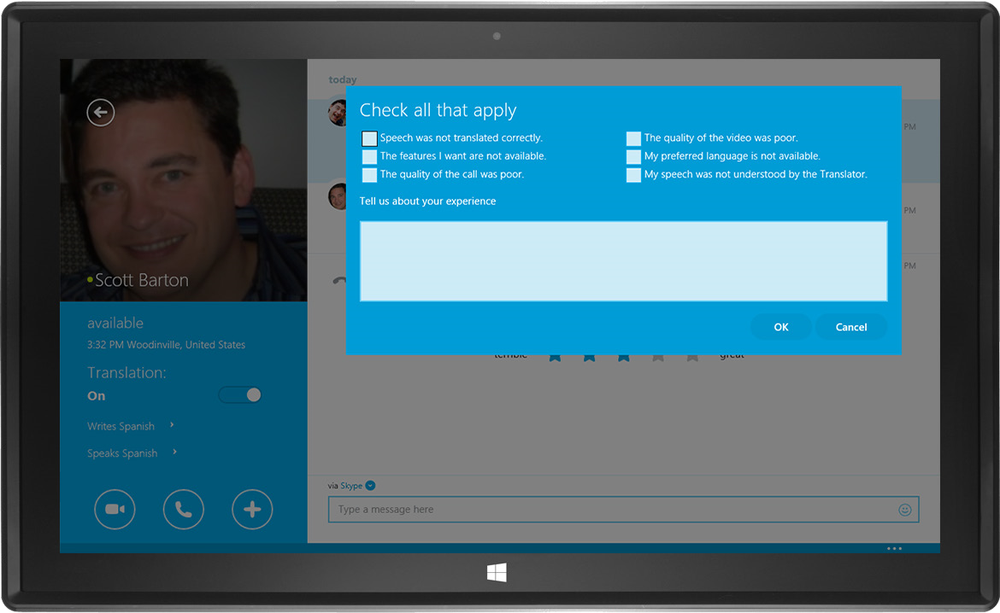 today
Check all that apply
Speech was not translated correctly.
The quality of the video was poor.
The features I want are not available.
My preferred language is not available.
The quality of the call was poor.
My speech was not understood by the Translator.
Tell us about your experience
OK
Cancel
PM
PM
PM
terrible
great
Scott Barton
available
3:32 PM Woodinville, United States
Translation:
On
Writes Spanish
Speaks Spanish
via Skype
Type a message here